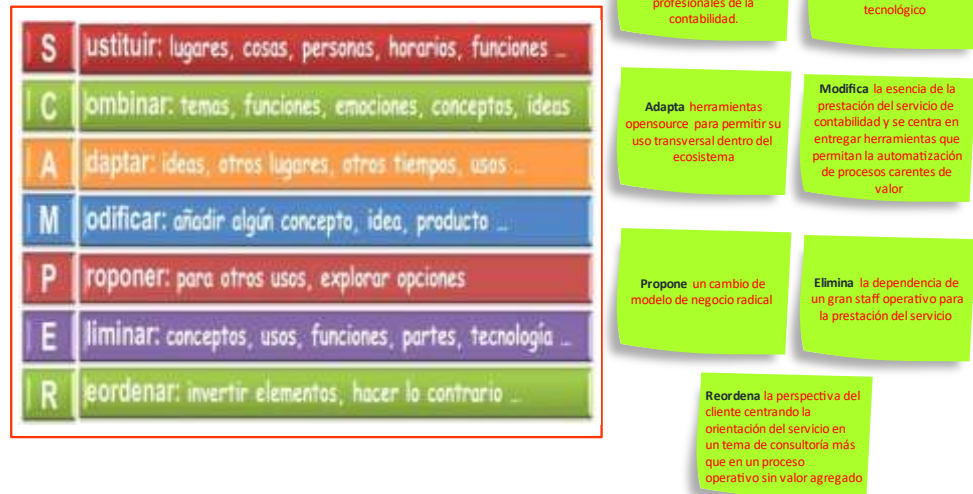 S ustituir: lugares, cosas, personas, horarios, funciones ...
C ombinar: temas, funciones, emociones, conceptos, ideas
A daptar: ideas, otros lugares, otros tiempos, usos ...
M odificar: añadir algún concepto, idea, producto ...
P roponer: para otros usos, explorar opciones
E liminar: conceptos, usos, funciones, partes, tecnología ...
R eordenar: invertir elementos, hacer lo contrario ...
profesionales de la
contabilidad.
tecnológico
Adapta herramientas
opensource para permitir su
uso transversal dentro del
ecosistema
Modifica la esencia de la
prestación del servicio de
contabilidad y se centra en
entregar herramientas que
permitan la automatización
de procesos carentes de
valor
Propone un cambio de
modelo de negocio radical
Elimina la dependencia de
un gran staff operativo para
la prestación del servicio
Reordena la perspectiva del
cliente centrando la
orientación del servicio en
un tema de consultoría más
que en un proceso
operativo sin valor agregado